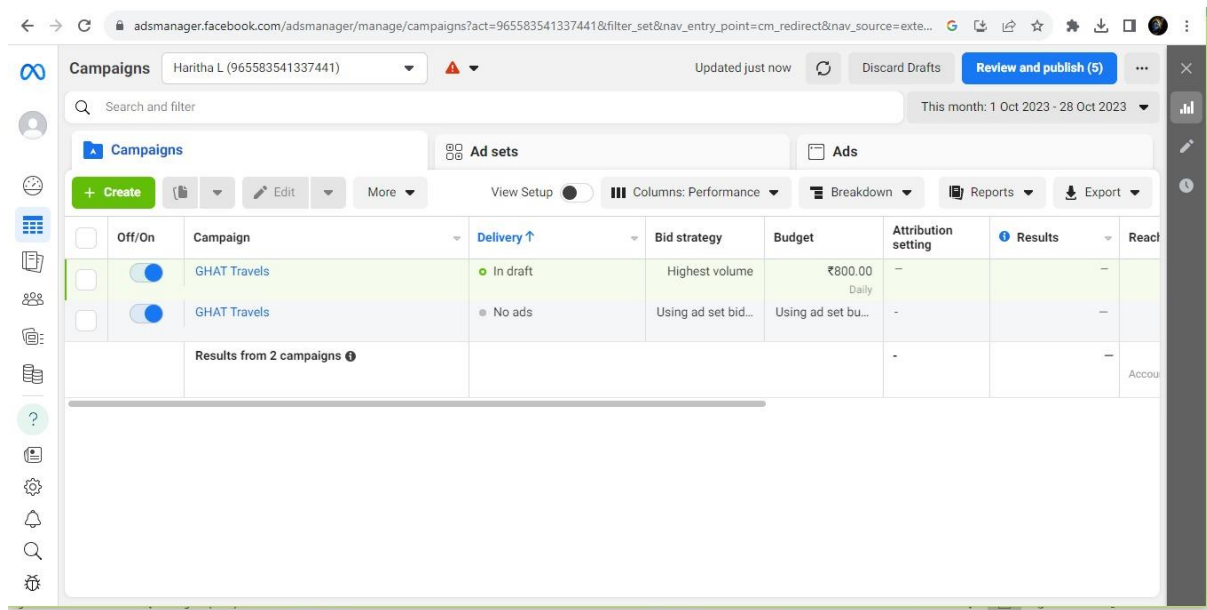 adsmanager.facebook.com/adsmanager/manage/campaigns?act=965583541337441&filter_set&nav_entry_point=cm_redirect&nav_source=exte...
Campaigns
Haritha L (965583541337441)
Updated just now
Discard Drafts
Review and publish (5)
Search and filter
This month: 1 Oct 2023 - 28 Oct 2023
Campaigns
Ad sets
Ads
+ Create
Edit
More
View Setup
Columns: Performance
Breakdown
Reports
Export
Off/On
Campaign
Delivery ↑
Bid strategy
Budget
Attribution
setting
Results
Reach
GHAT Travels
In draft
Highest volume
₹800.00
Daily
—
—
GHAT Travels
No ads
Using ad set bid...
Using ad set bu...
-
—
Results from 2 campaigns
-
—
Accou